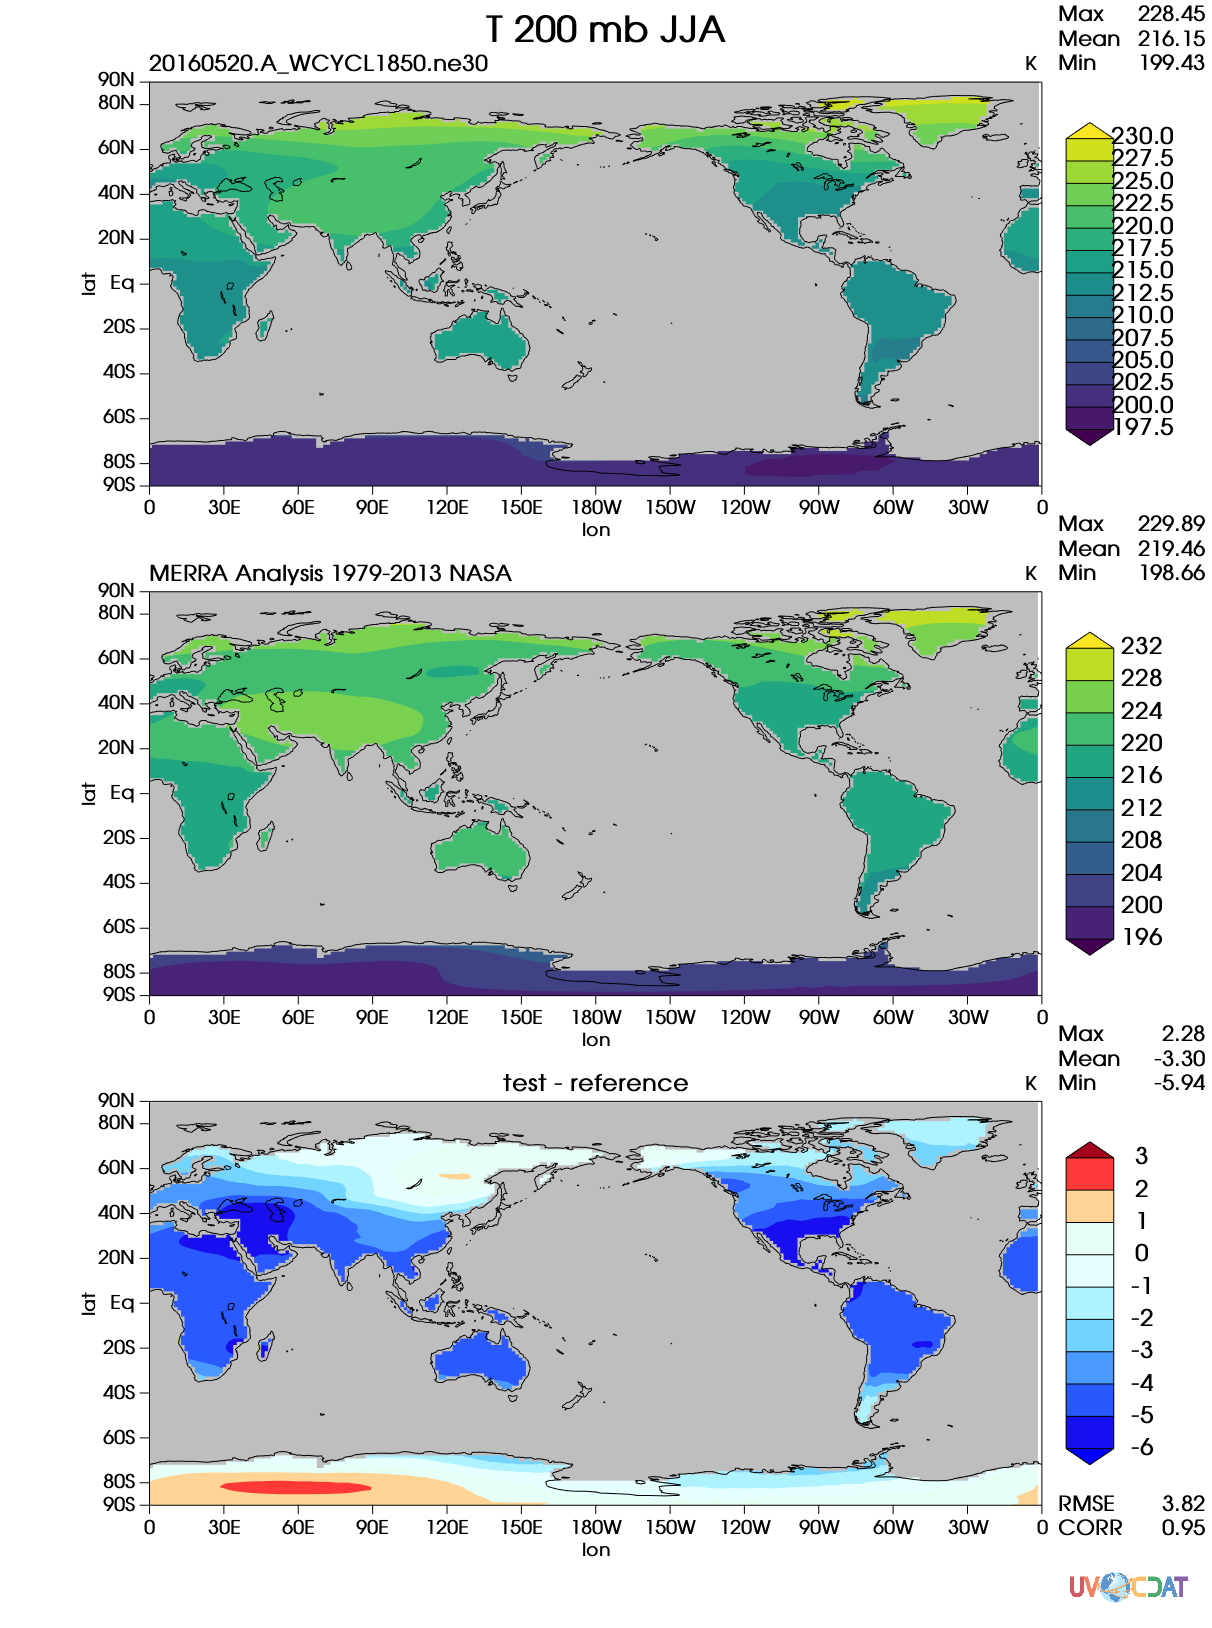 T 200 mb JJA
Max 228.45
Mean 216.15
Min 199.43
20160520.A_WCYCL1850.ne30 K
90N
80N
60N
40N
20N
Eq
20S
40S
60S
80S
90S
lat
0 30E 60E 90E 120E 150E 180W 150W 120W 90W 60W 30W 0
lon
230.0
227.5
225.0
222.5
220.0
217.5
215.0
212.5
210.0
207.5
205.0
202.5
200.0
197.5
Max 229.89
Mean 219.46
Min 198.66
MERRA Analysis 1979-2013 NASA K
90N
80N
60N
40N
20N
Eq
20S
40S
60S
80S
90S
lat
0 30E 60E 90E 120E 150E 180W 150W 120W 90W 60W 30W 0
lon
232
228
224
220
216
212
208
204
200
196
Max 2.28
Mean -3.30
Min -5.94
test - reference K
90N
80N
60N
40N
20N
Eq
20S
40S
60S
80S
90S
lat
0 30E 60E 90E 120E 150E 180W 150W 120W 90W 60W 30W 0
lon
3
2
1
0
-1
-2
-3
-4
-5
-6
RMSE 3.82
CORR 0.95
UV CDAT